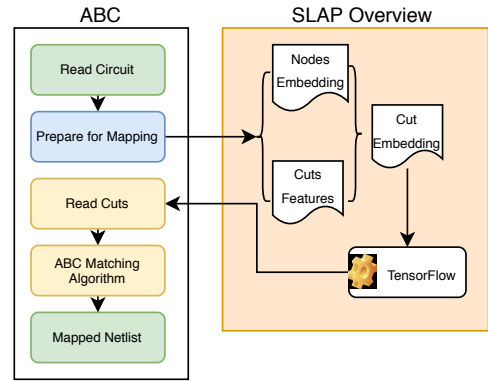 ABC
Read Circuit
Prepare for Mapping
Read Cuts
ABC Matching
Algorithm
Mapped Netlist
SLAP Overview
Nodes
Embedding
Cuts
Features
Cut
Embedding
TensorFlow